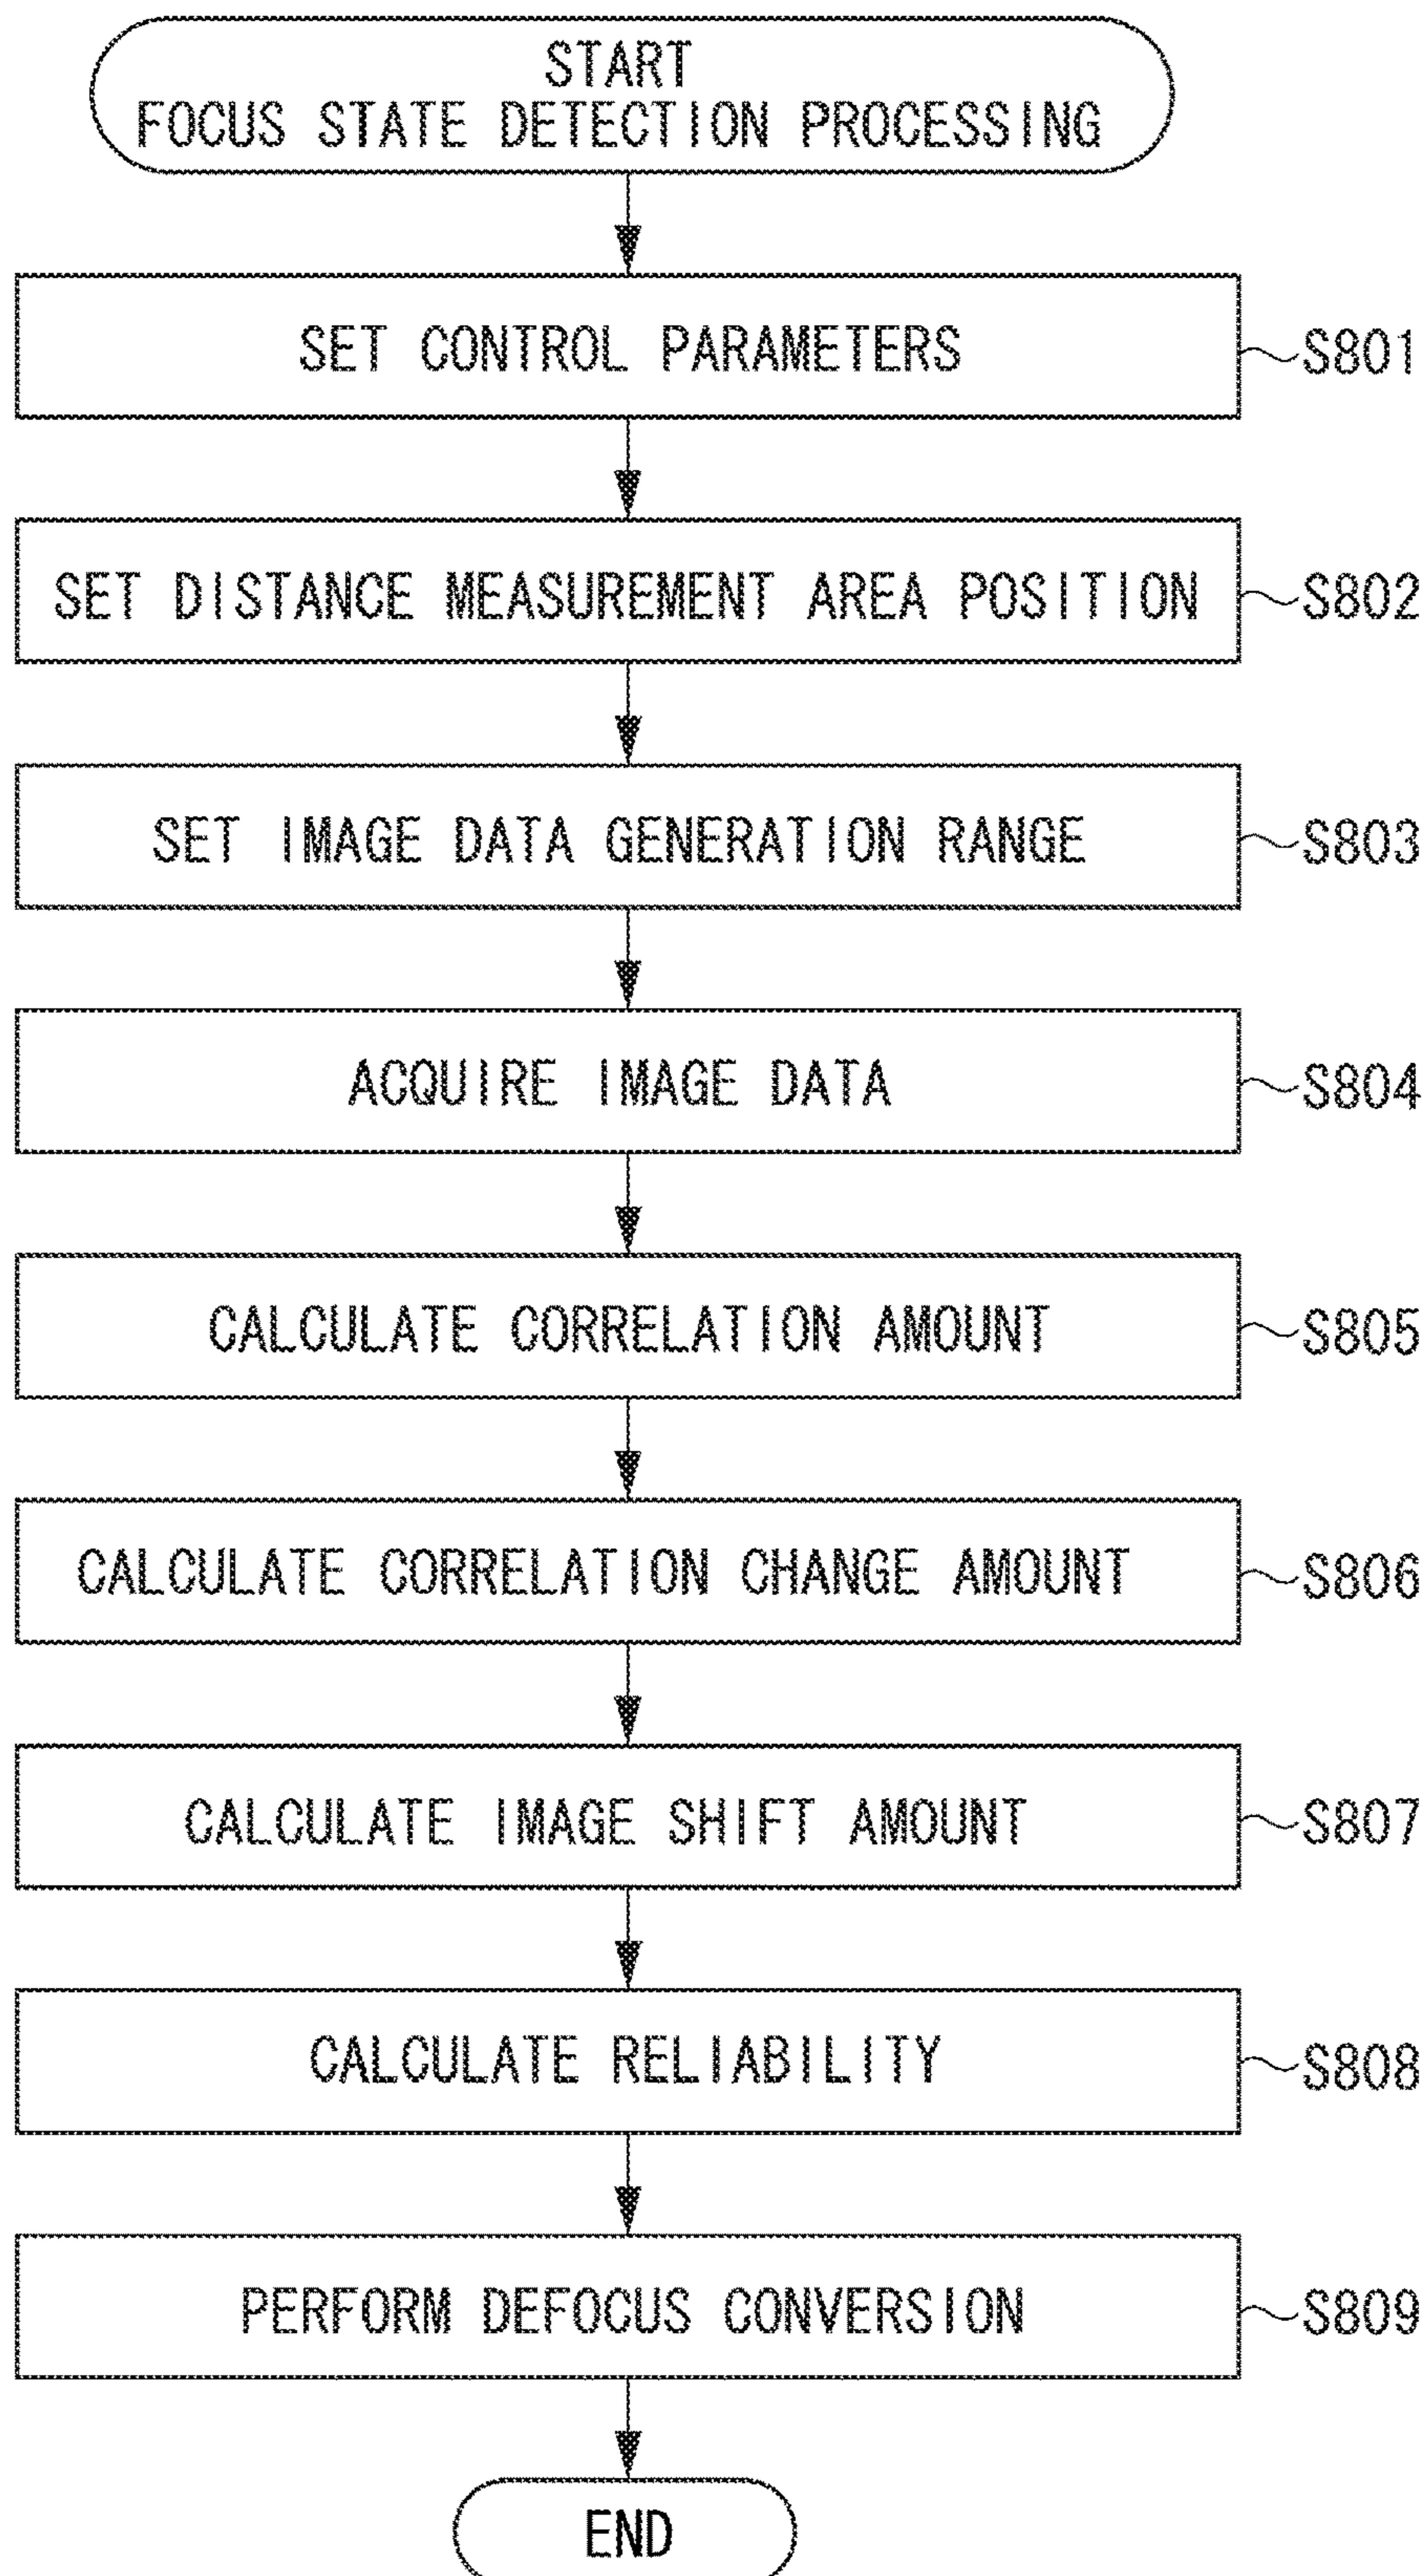 START
FOCUS STATE DETECTION PROCESSING
SET CONTROL PARAMETERS
S801
SET DISTANCE MEASUREMENT AREA POSITION
S802
SET IMAGE DATA GENERATION RANGE
S803
ACQUIRE IMAGE DATA
S804
CALCULATE CORRELATION AMOUNT
S805
CALCULATE CORRELATION CHANGE AMOUNT
S806
CALCULATE IMAGE SHIFT AMOUNT
S807
CALCULATE RELIABILITY
S808
PERFORM DEFOCUS CONVERSION
S809
END